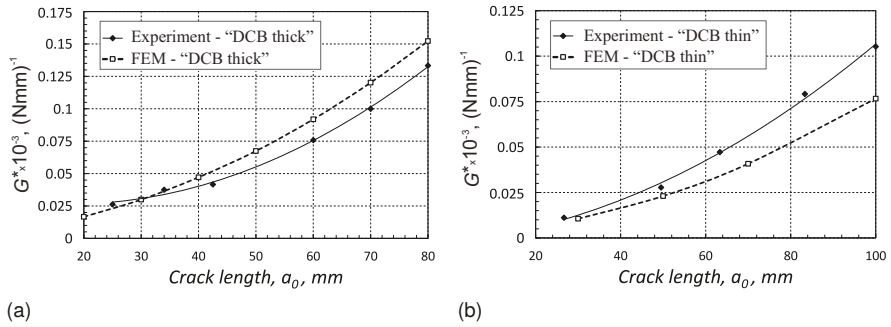 0.175
0.15
0.125
0.1
0.075
0.05
0.025
0
G*×10⁻³, (Nmm)⁻¹
Experiment - “DCB thick”
FEM - “DCB thick”
20 30 40 50 60 70 80
Crack length, a₀, mm
(a)
0.125
0.1
0.075
0.05
0.025
0
G*×10⁻³, (Nmm)⁻¹
Experiment - “DCB thin”
FEM - “DCB thin”
20 40 60 80 100
Crack length, a₀, mm
(b)